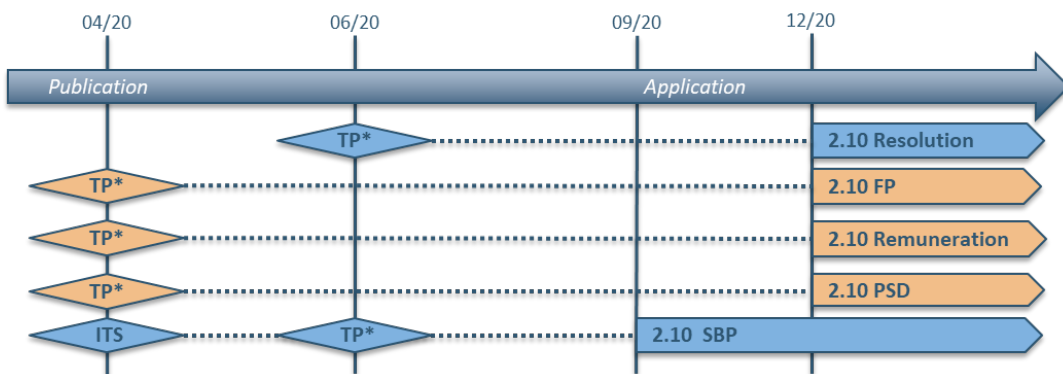 04/20 06/20 09/20 12/20
Publication Application
TP* 2.10 Resolution
TP* 2.10 FP
TP* 2.10 Remuneration
TP* 2.10 PSD
ITS TP* 2.10 SBP